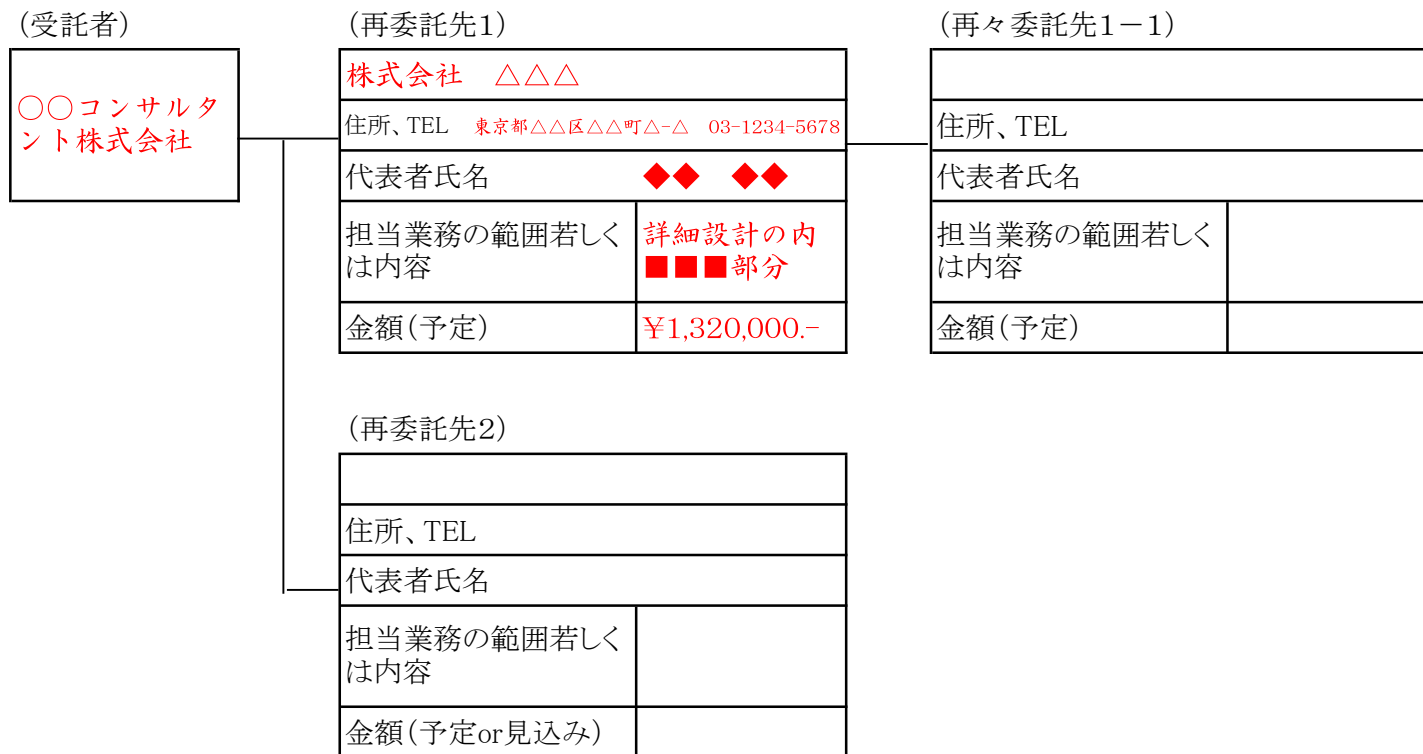 （受託者）
○○コンサルタ
ント株式会社
（再委託先1）
株式会社　△△△
住所、TEL　東京都△△区△△町△-△　03-1234-5678
代表者氏名　◆◆　◆◆
担当業務の範囲若しく
は内容
詳細設計の内
■■■部分
金額（予定）　¥1,320,000.-
（再々委託先1－1）
住所、TEL
代表者氏名
担当業務の範囲若しく
は内容
金額（予定）
（再委託先2）
住所、TEL
代表者氏名
担当業務の範囲若しく
は内容
金額（予定or見込み）